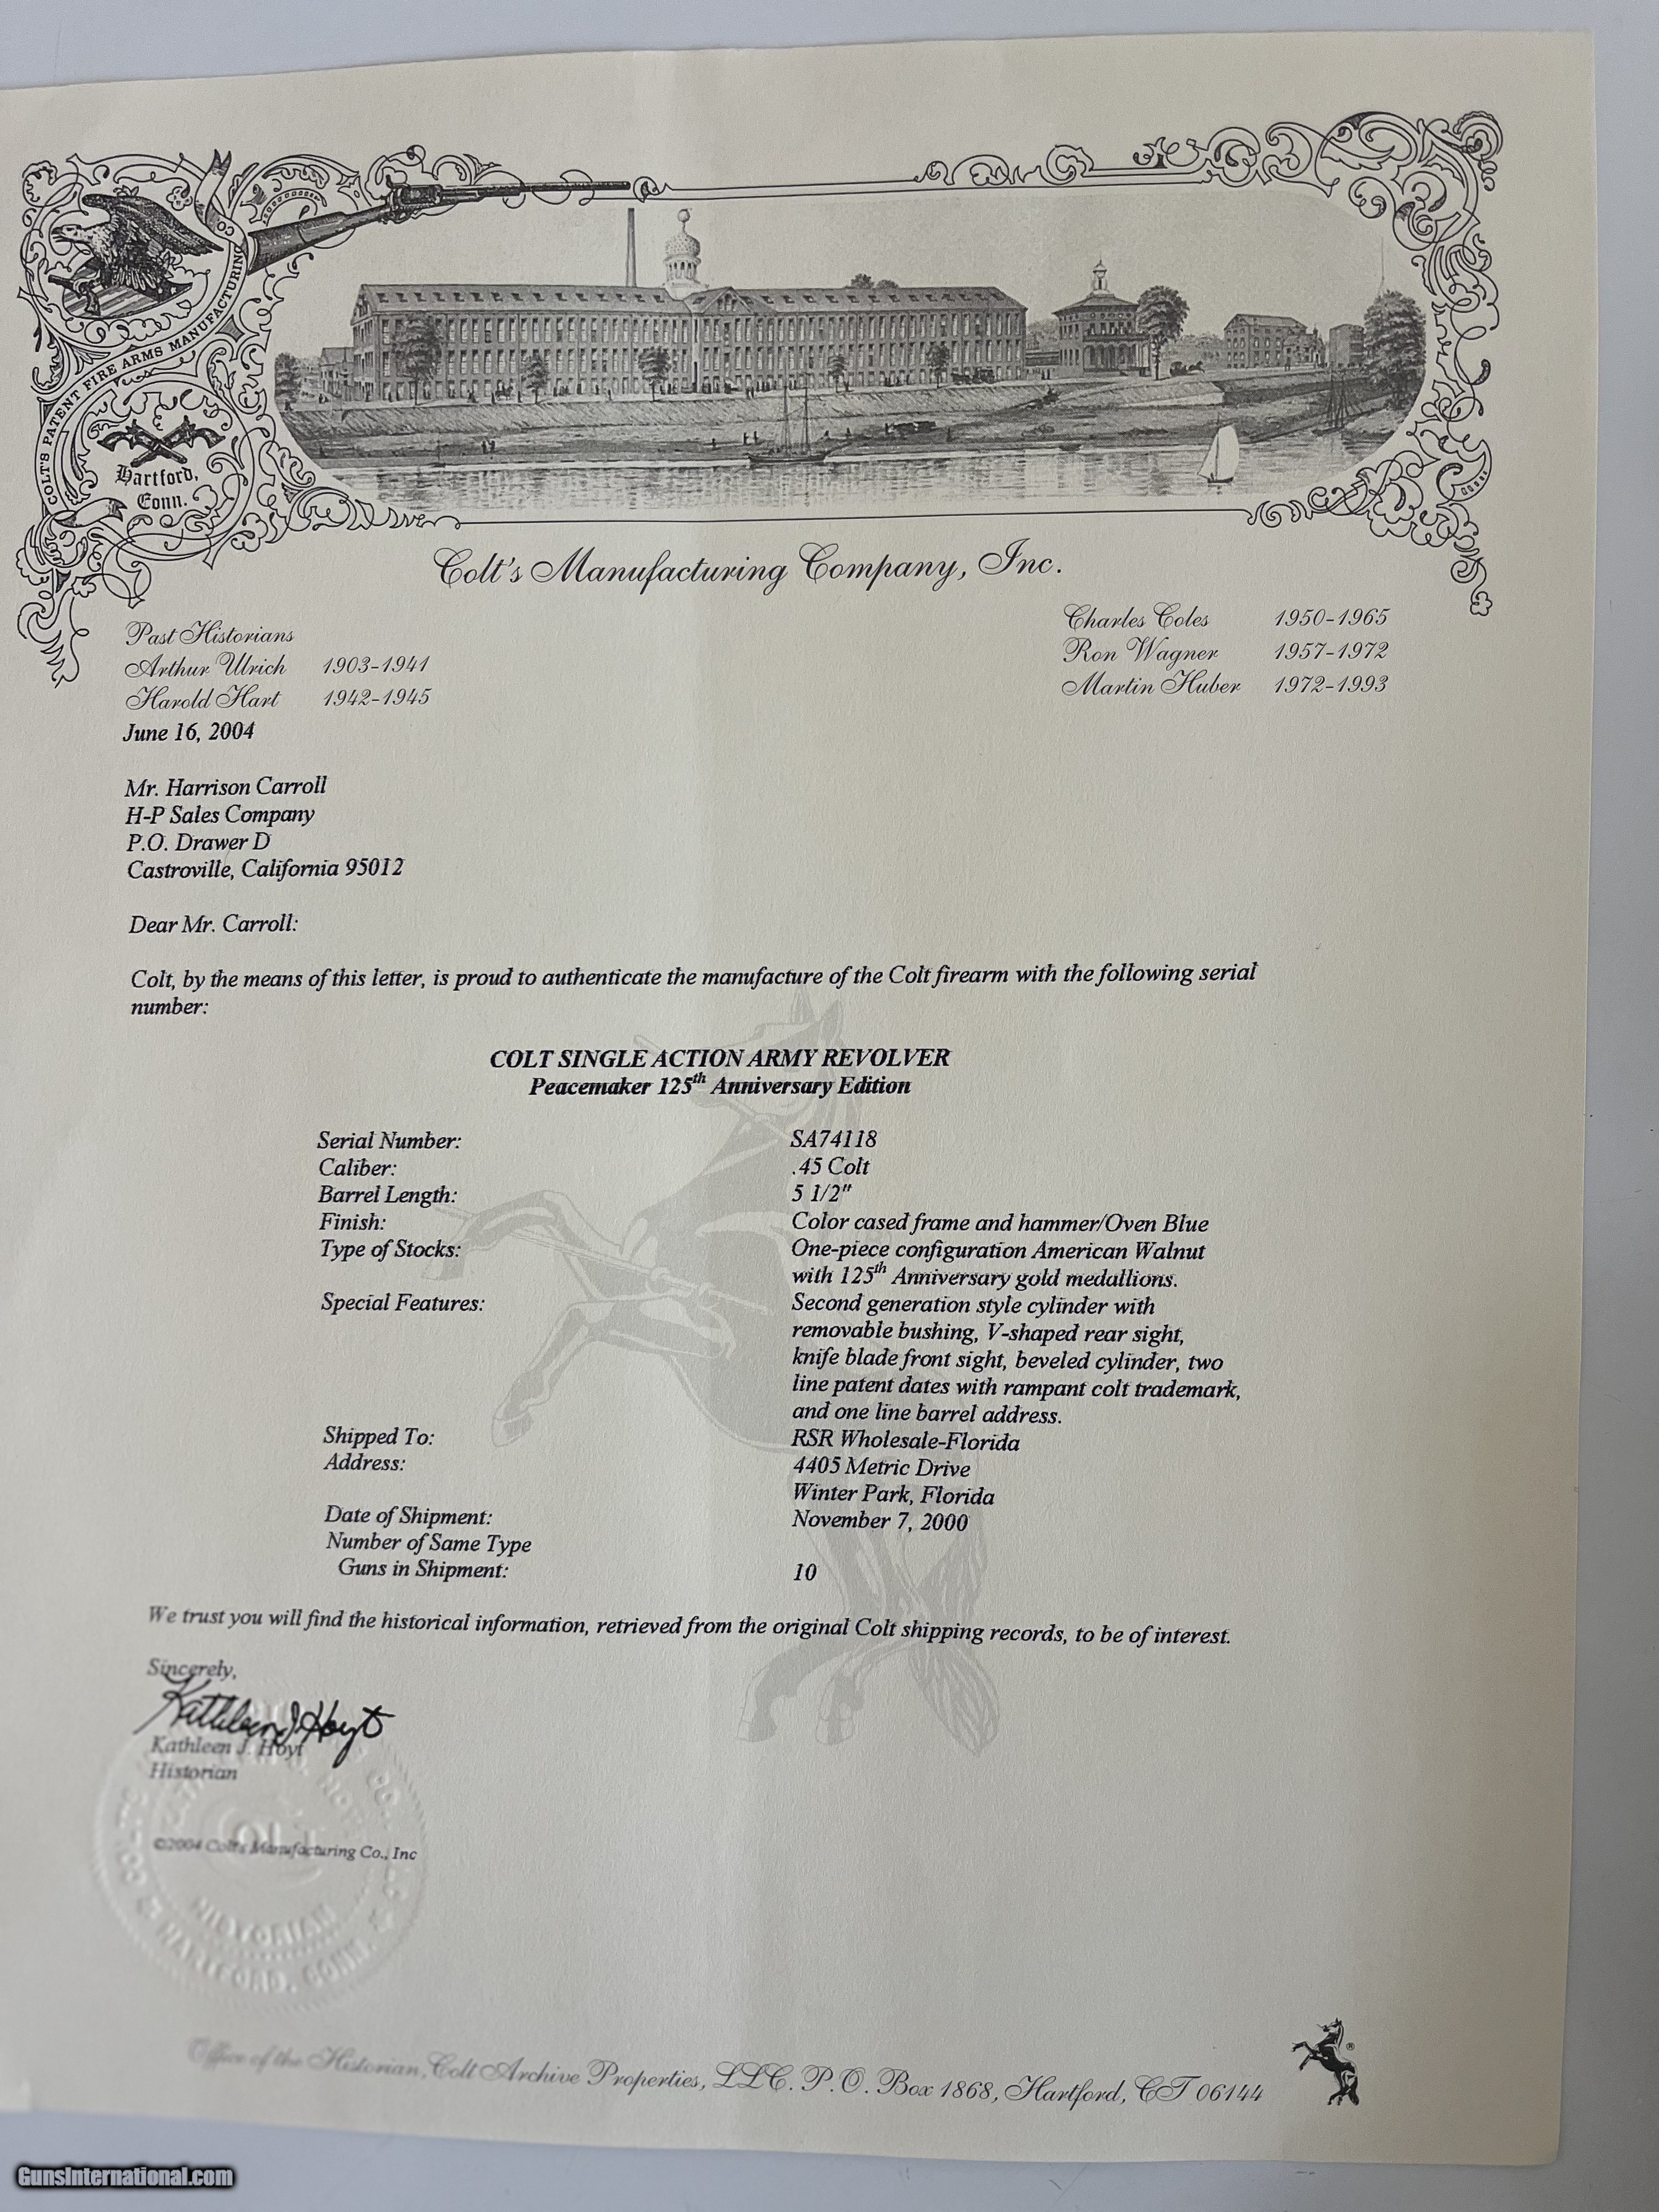 COLT'S PATENT FIRE ARMS MANUFACTURING CO
Hartford,
Conn.
Colt's Manufacturing Company, Inc.
Past Historians
Arthur Ulrich 1903-1941
Harold Hart 1942-1945
Charles Coles 1950-1965
Ron Wagner 1957-1972
Martin Huber 1972-1993
June 16, 2004
Mr. Harrison Carroll
H-P Sales Company
P.O. Drawer D
Castroville, California 95012
Dear Mr. Carroll:
Colt, by the means of this letter, is proud to authenticate the manufacture of the Colt firearm with the following serial
number:
COLT SINGLE ACTION ARMY REVOLVER
Peacemaker 125th Anniversary Edition
Serial Number: SA74118
Caliber: .45 Colt
Barrel Length: 5 1/2"
Finish: Color cased frame and hammer/Oven Blue
Type of Stocks: One-piece configuration American Walnut
with 125th Anniversary gold medallions.
Special Features: Second generation style cylinder with
removable bushing, V-shaped rear sight,
knife blade front sight, beveled cylinder, two
line patent dates with rampant colt trademark,
and one line barrel address.
Shipped To: RSR Wholesale-Florida
Address: 4405 Metric Drive
Winter Park, Florida
Date of Shipment: November 7, 2000
Number of Same Type
Guns in Shipment: 10
We trust you will find the historical information, retrieved from the original Colt shipping records, to be of interest.
Sincerely,
Kathleen J. Hoyt
Kathleen J. Hoyt
Historian
©2004 Colt's Manufacturing Co., Inc
HISTORIAN
HARTFORD, CONN.
Office of the Historian, Colt Archive Properties, LLC. P.O. Box 1868, Hartford, CT 06144
®
GunsInternational.com